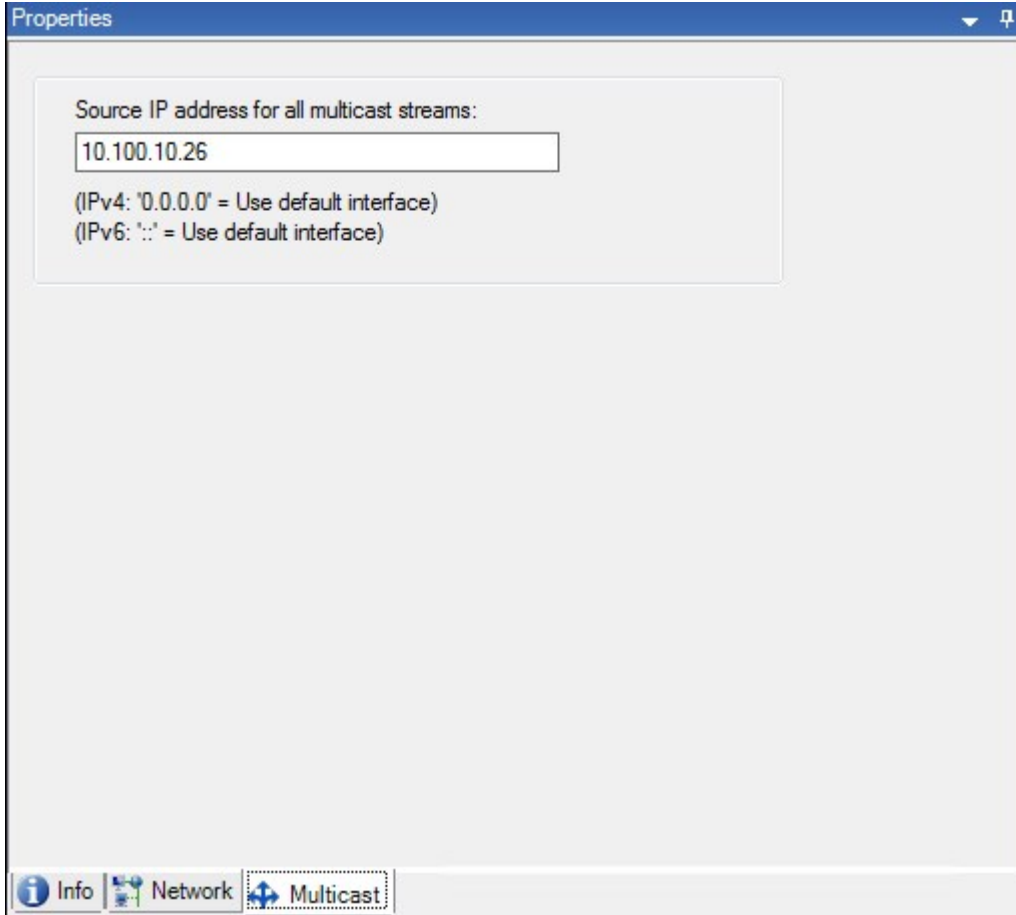 Properties
Source IP address for all multicast streams:
10.100.10.26
(IPv4: '0.0.0.0' = Use default interface)
(IPv6: '::' = Use default interface)
Info Network Multicast